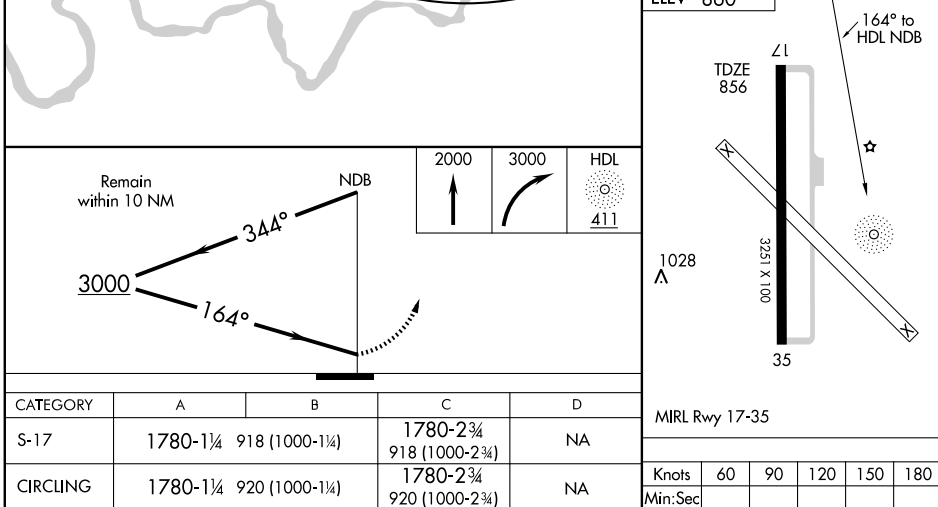 Remain
within 10 NM
NDB
344°
3000
164°
2000
3000
HDL
411
CATEGORY A B C D
S-17 1780-1¼ 918 (1000-1¼) 1780-2¾ NA
918 (1000-2¾)
CIRCLING 1780-1¼ 920 (1000-1¼) 1780-2¾ NA
920 (1000-2¾)
164° to
HDL NDB
17
TDZE
856
1028
3251 X 100
X
X
35
MIRL Rwy 17-35
Knots 60 90 120 150 180
Min:Sec